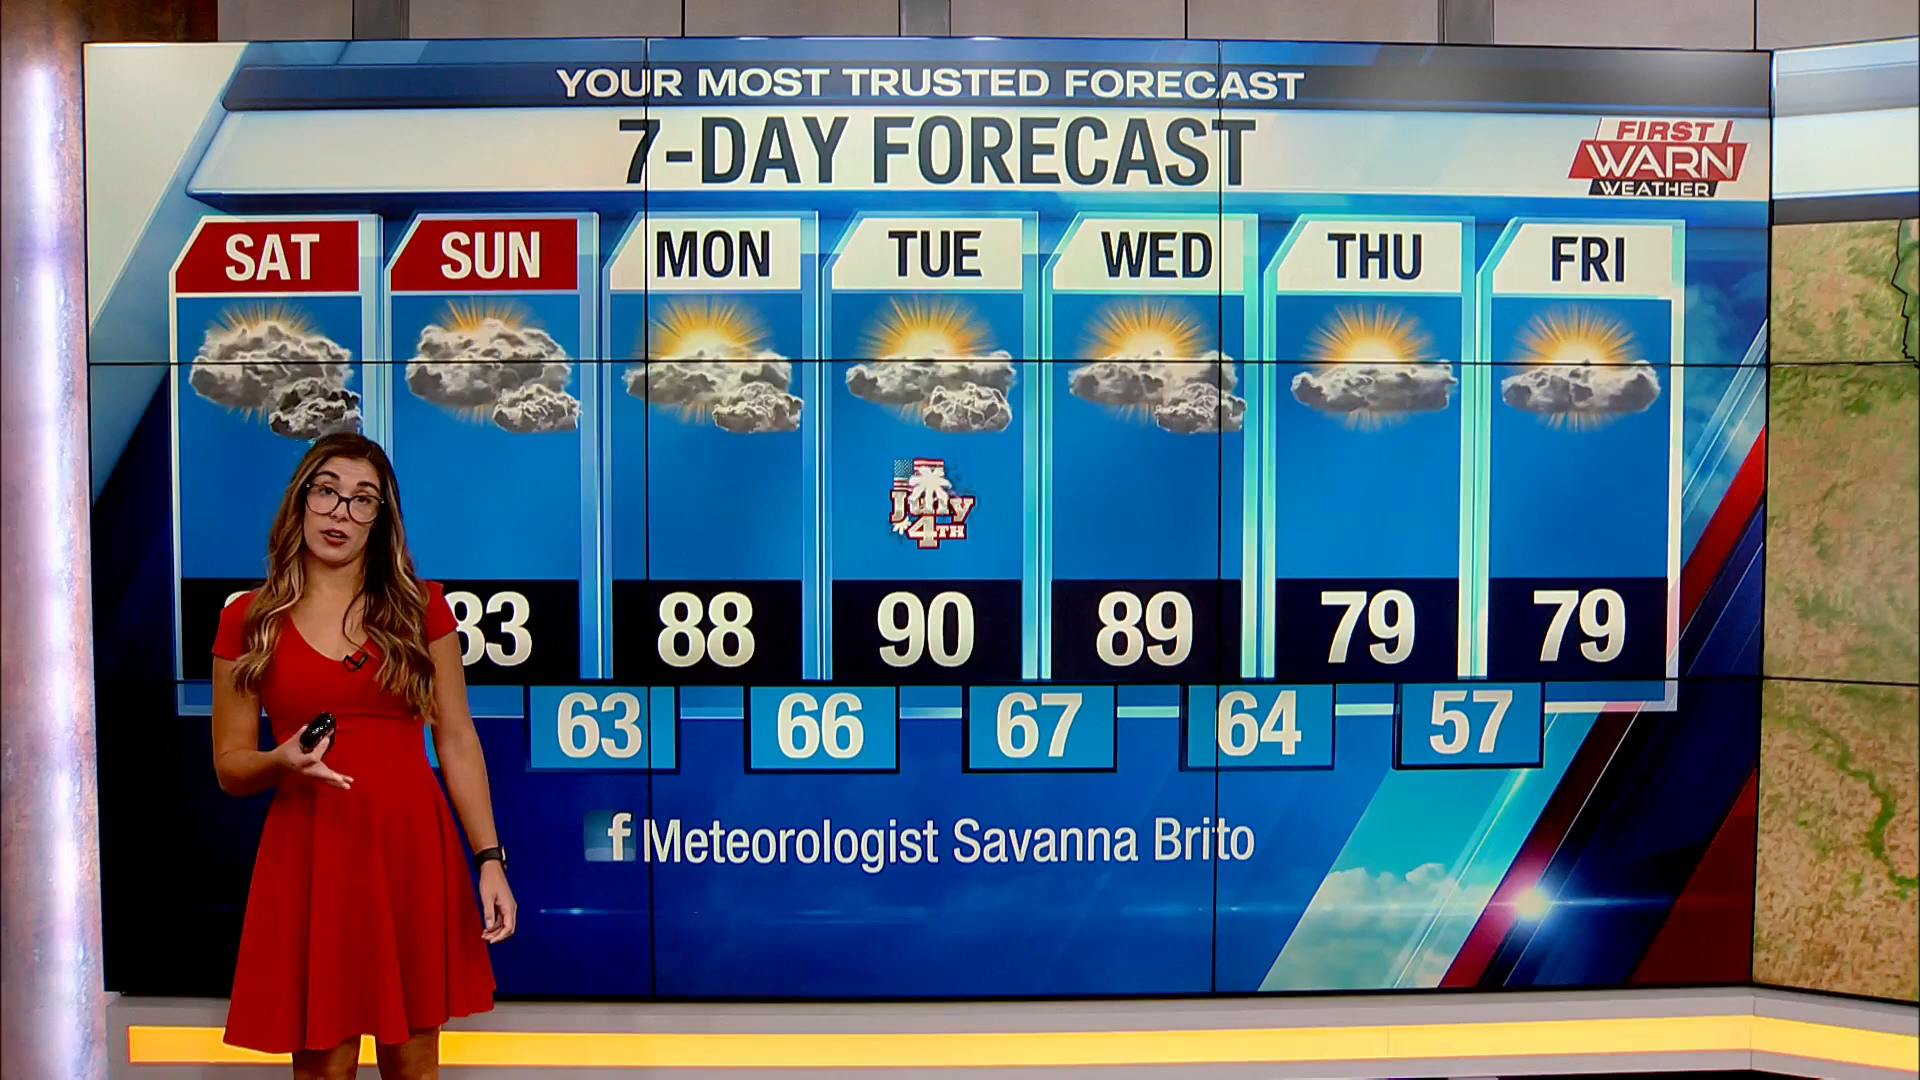 YOUR MOST TRUSTED FORECAST
7-DAY FORECAST
FIRST
WARN
WEATHER
SAT SUN MON TUE WED THU FRI
July
4TH
83 88 90 89 79 79
63 66 67 64 57
f Meteorologist Savanna Brito